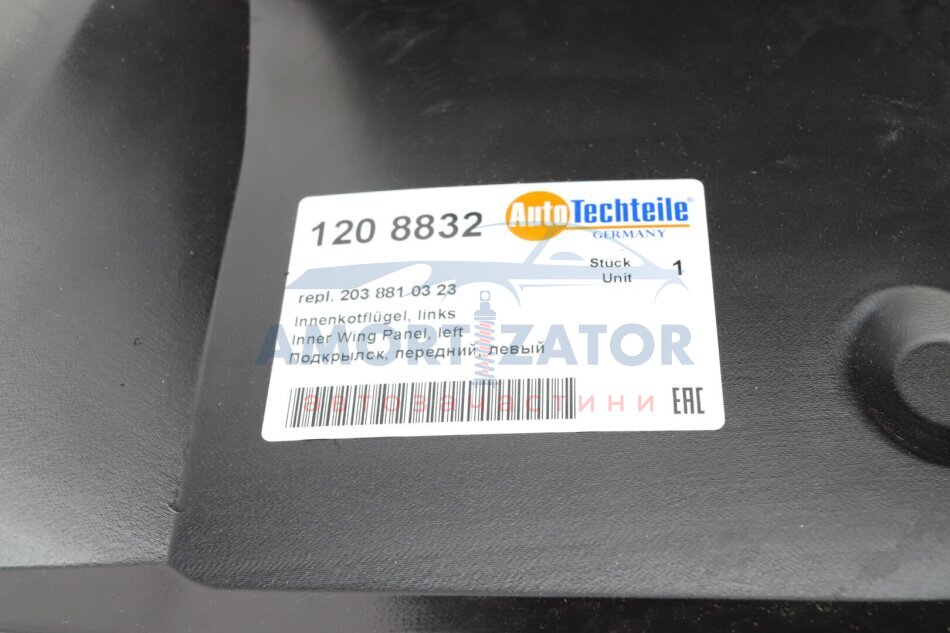 120 8832
AutoTechteile®
GERMANY
Stück 1
Unit
repl. 203 881 03 23
Innenkotflügel, links
Inner Wing Panel, left
Подкрылок, передний, левый
AMORTIZATOR
автозапчастини
EAC